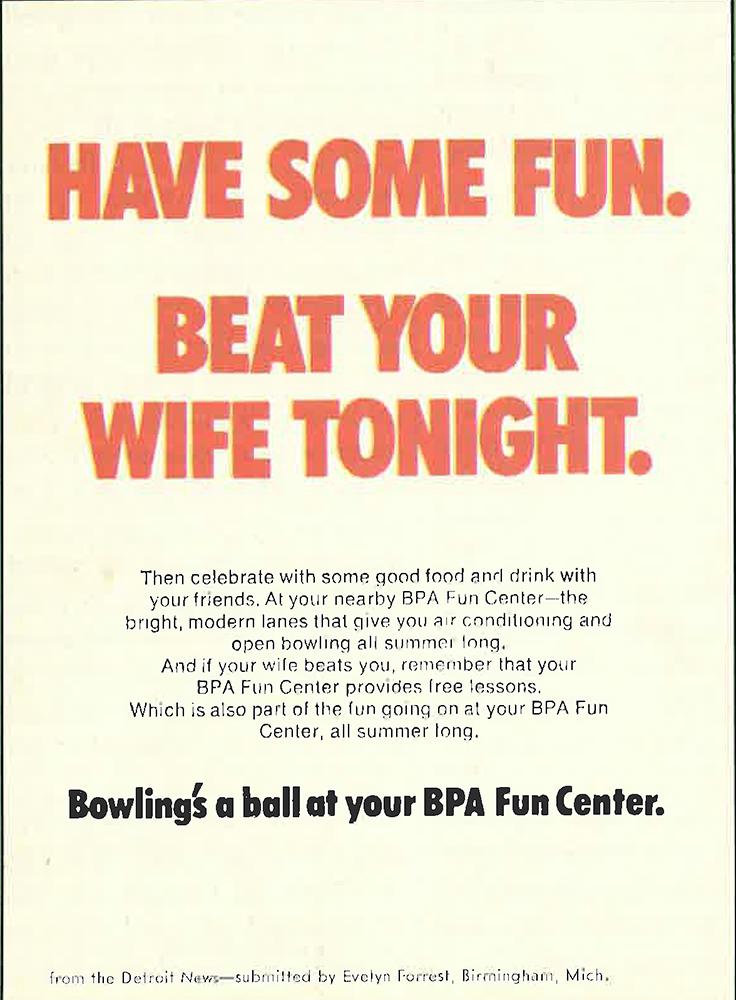 HAVE SOME FUN.
BEAT YOUR
WIFE TONIGHT.
Then celebrate with some good food and drink with
your friends. At your nearby BPA Fun Center—the
bright, modern lanes that give you air conditioning and
open bowling all summer long.
And if your wife beats you, remember that your
BPA Fun Center provides free lessons.
Which is also part of the fun going on at your BPA Fun
Center, all summer long.
Bowling's a ball at your BPA Fun Center.
from the Detroit News—submitted by Evelyn Forrest, Birmingham, Mich.